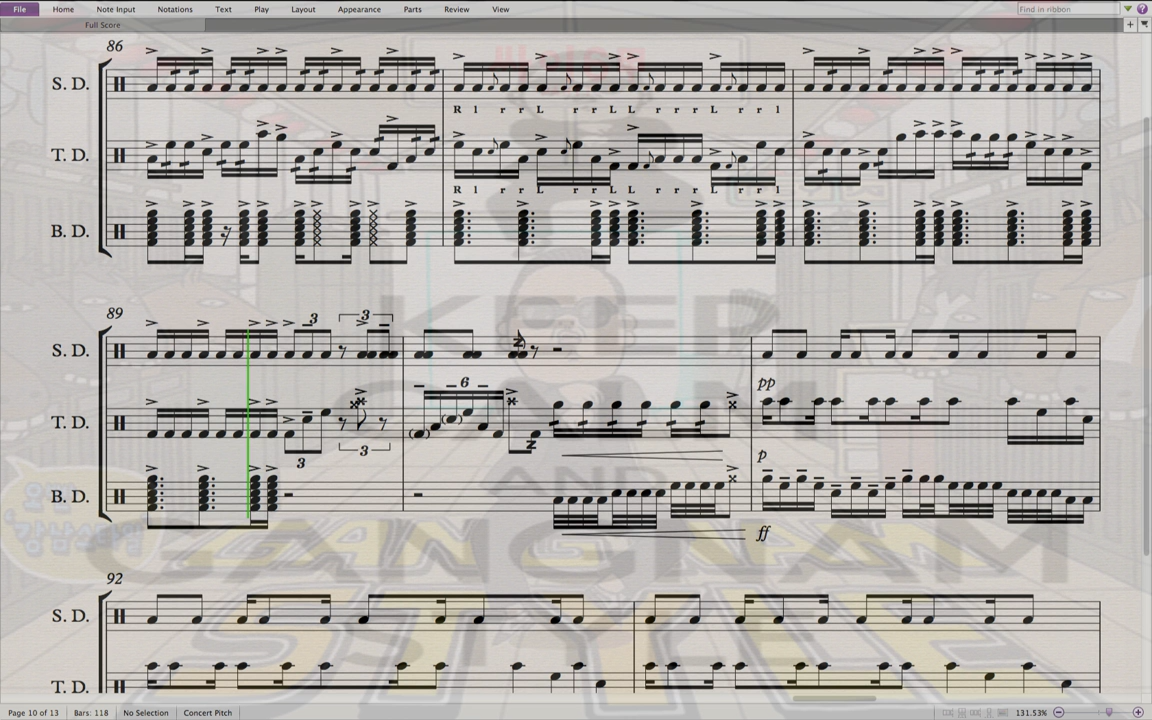 File Home Note Input Notations Text Play Layout Appearance Parts Review View Find in ribbon
Full Score
86
S. D.
R l r r L r r L L r r r L r r l
T. D.
R l r r L r r L L r r r L r r l
B. D.
KEEP
CALM
89
3 3
S. D.
pp
6
T. D.
3 3
p
B. D.
ff
AND
GANGNAM
STYLE
92
S. D.
T. D.
Page 10 of 13 Bars: 118 No Selection Concert Pitch 131.53%